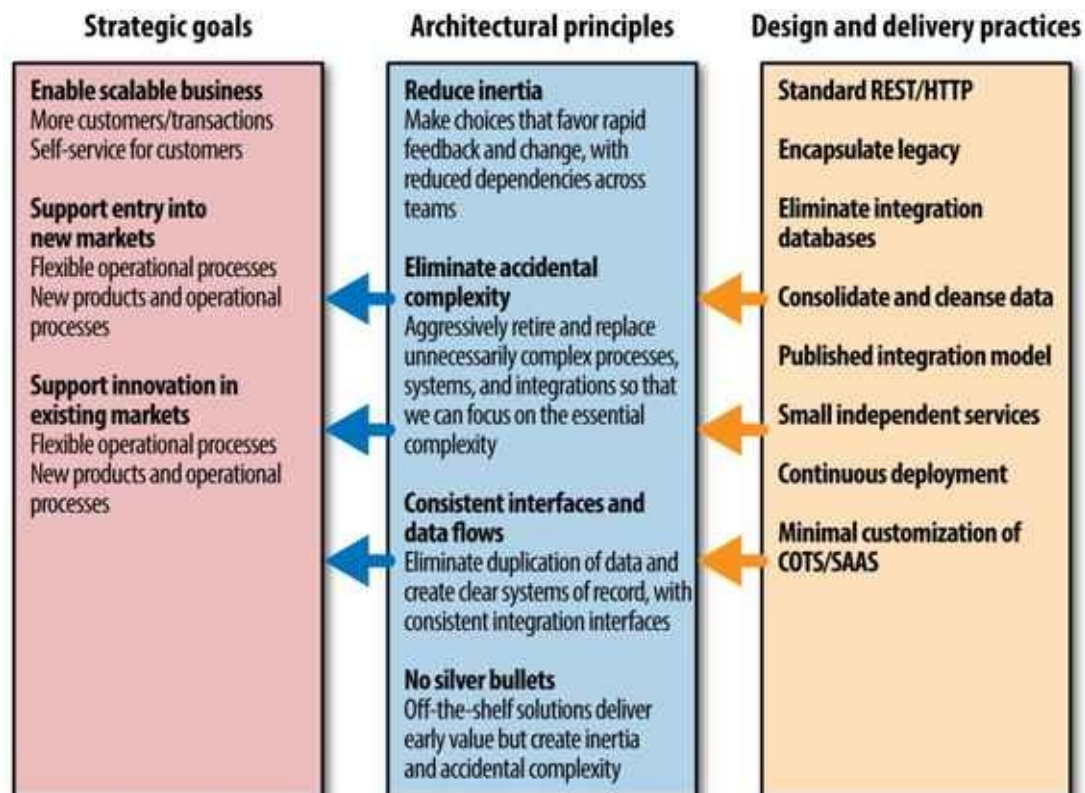 Strategic goals
Enable scalable business
More customers/transactions
Self-service for customers
Support entry into
new markets
Flexible operational processes
New products and operational
processes
Support innovation in
existing markets
Flexible operational processes
New products and operational
processes
Architectural principles
Reduce inertia
Make choices that favor rapid
feedback and change, with
reduced dependencies across
teams
Eliminate accidental
complexity
Aggressively retire and replace
unnecessarily complex processes,
systems, and integrations so that
we can focus on the essential
complexity
Consistent interfaces and
data flows
Eliminate duplication of data and
create clear systems of record, with
consistent integration interfaces
No silver bullets
Off-the-shelf solutions deliver
early value but create inertia
and accidental complexity
Design and delivery practices
Standard REST/HTTP
Encapsulate legacy
Eliminate integration
databases
Consolidate and cleanse data
Published integration model
Small independent services
Continuous deployment
Minimal customization of
COTS/SAAS